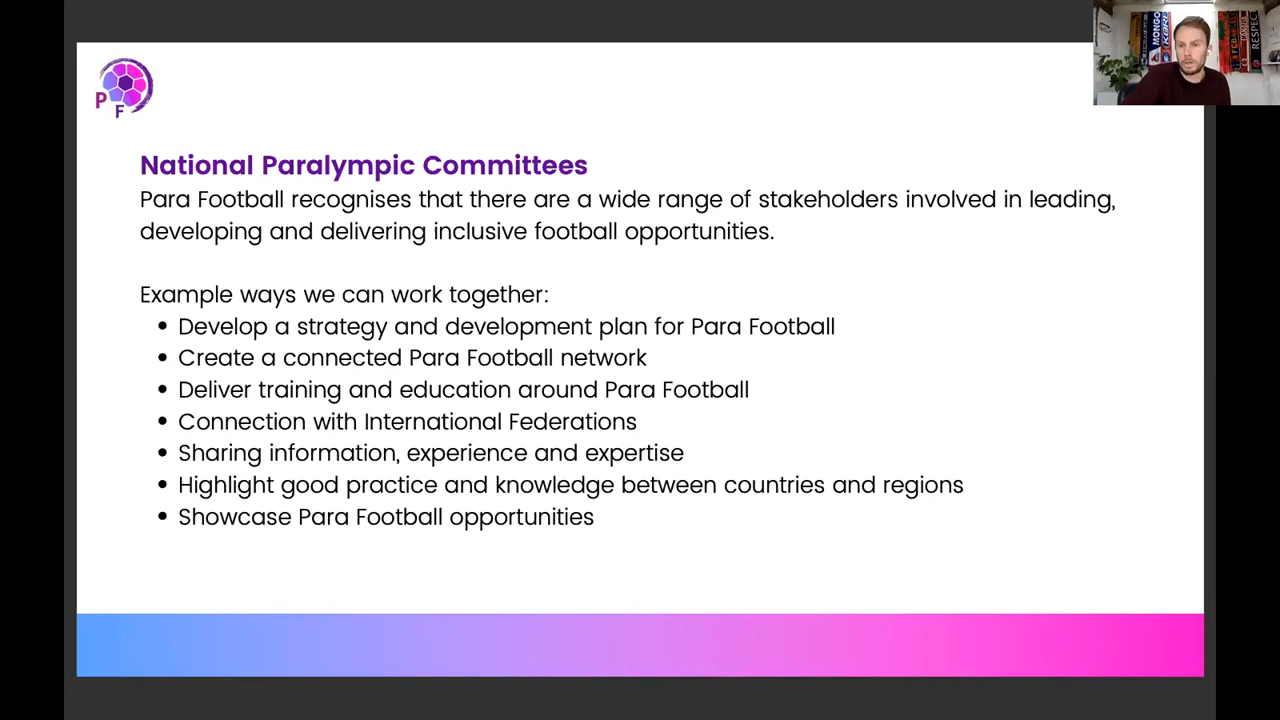 P
F
National Paralympic Committees
Para Football recognises that there are a wide range of stakeholders involved in leading,
developing and delivering inclusive football opportunities.
Example ways we can work together:
• Develop a strategy and development plan for Para Football
• Create a connected Para Football network
• Deliver training and education around Para Football
• Connection with International Federations
• Sharing information, experience and expertise
• Highlight good practice and knowledge between countries and regions
• Showcase Para Football opportunities
MONGO
RESPEC